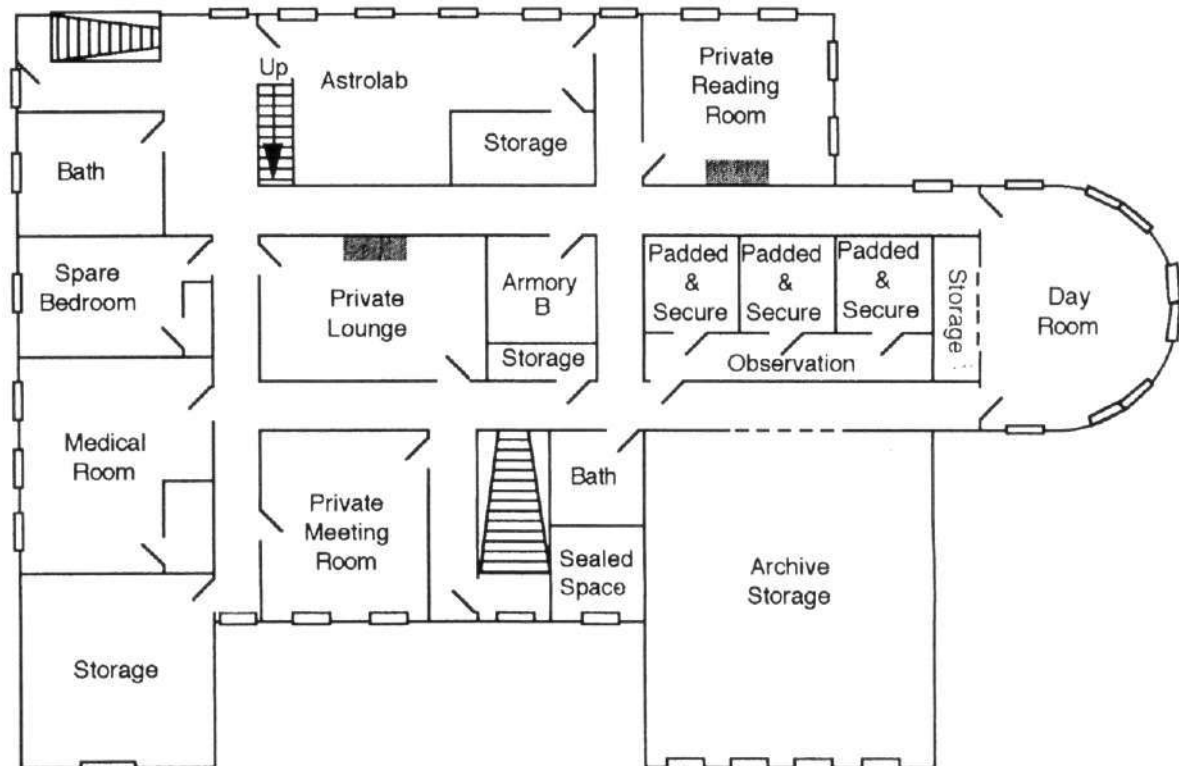 Up
Astrolab
Private
Reading
Room
Storage
Bath
Spare
Bedroom
Private
Lounge
Armory
B
Storage
Padded
&
Secure
Padded
&
Secure
Padded
&
Secure
Storage
Day
Room
Observation
Medical
Room
Private
Meeting
Room
Bath
Sealed
Space
Archive
Storage
Storage